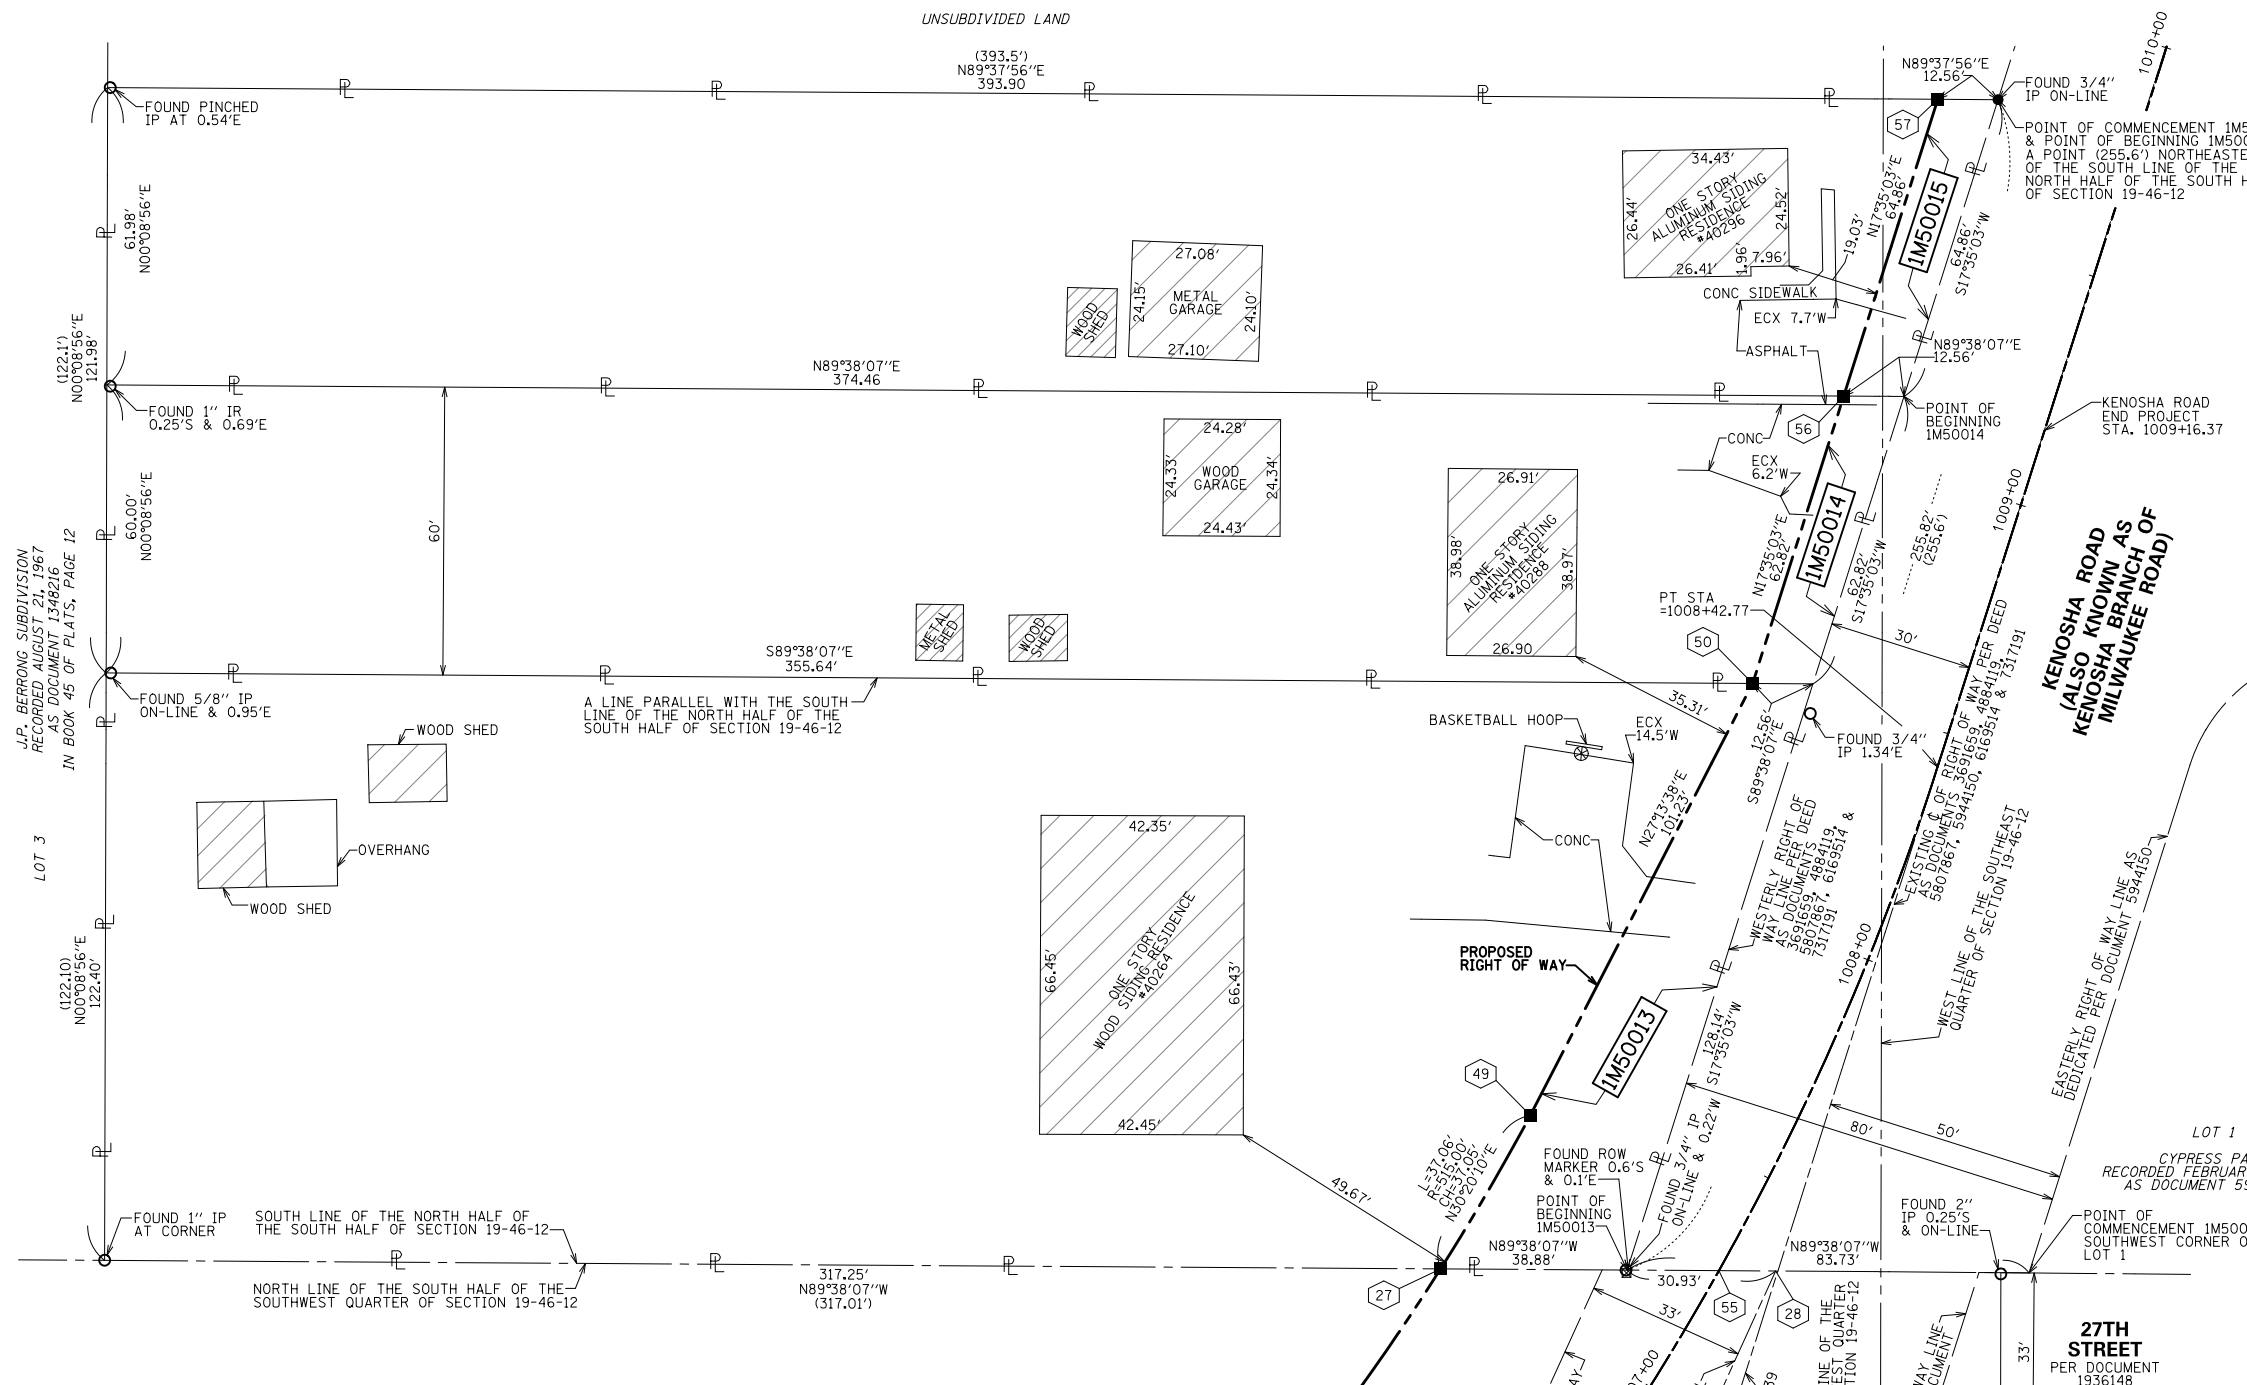 UNSUBDIVIDED LAND
(393.5')
N89°37'56"E
393.90
N89°37'56"E
12.56'
1010+00
FOUND 3/4"
IP ON-LINE
FOUND PINCHED
IP AT 0.54'E
57
POINT OF COMMENCEMENT
& POINT OF BEGINNING
A POINT (255.6')
OF THE SOUTH LINE OF THE
NORTH HALF OF THE SOUTH
OF SECTION 19-46-12
61.98'
N00°08'56"E
34.43'
26.44'
24.52'
ONE STORY
ALUMINUM SIDING
RESIDENCE
#40296
26.41'
1.96'
7.96'
19.03'
N17°35'03"E
64.86'
1M50015
64.86'
S17°35'03"W
27.08'
24.15'
METAL
GARAGE
24.10'
27.10'
WOOD
SHED
CONC SIDEWALK
ECX 7.7'W
ASPHALT
N89°38'07"E
12.56'
(122.1')
N00°08'56"E
121.98'
N89°38'07"E
374.46
FOUND 1" IR
0.25'S & 0.69'E
POINT OF
BEGINNING
1M50014
KENOSHA ROAD
END PROJECT
STA. 1009+16.37
56
CONC
ECX
6.2'W
60'
60.00'
N00°08'56"E
24.28'
24.33'
WOOD
GARAGE
24.34'
24.43'
26.91'
38.98'
ONE STORY
ALUMINUM SIDING
RESIDENCE
#40288
38.97'
26.90
N17°35'03"E
62.82'
1M50014
62.82'
S17°35'03"W
255.82'
(255.6')
1009+00
KENOSHA ROAD
(ALSO KNOWN AS
KENOSHA BRANCH OF
MILWAUKEE ROAD)
J.P. BERRONG SUBDIVISION
RECORDED AUGUST 21, 1967
AS DOCUMENT 1348216
IN BOOK 45 OF PLATS, PAGE 12
LOT 3
PT STA
=1008+42.77
30'
50
METAL
SHED
WOOD
SHED
S89°38'07"E
355.64'
FOUND 5/8" IP
ON-LINE & 0.95'E
A LINE PARALLEL WITH THE SOUTH
LINE OF THE NORTH HALF OF THE
SOUTH HALF OF SECTION 19-46-12
35.31'
12.56'
S89°38'07"E
FOUND 3/4"
IP 1.34'E
BASKETBALL HOOP
ECX
14.5'W
WOOD SHED
OVERHANG
WOOD SHED
N27°13'38"E
101.23'
CONC
WESTERLY RIGHT OF
WAY LINE PER DEED
AS DOCUMENTS
3691659, 4884119,
5807867, 6169514 &
7317191
EXISTING ℄ OF RIGHT OF WAY PER DEED
AS DOCUMENTS 3691659, 4884119,
5807867, 5944150, 6169514 & 7317191
WEST LINE OF THE SOUTHEAST
QUARTER OF SECTION 19-46-12
EASTERLY RIGHT OF WAY LINE AS
DEDICATED PER DOCUMENT 5944150
42.35'
66.45'
ONE STORY
WOOD SIDING RESIDENCE
#40264
66.43'
42.45'
PROPOSED
RIGHT OF WAY
1008+00
(122.10)
N00°08'56"E
122.40'
1M50013
128.14'
S17°35'03"W
49
80'
50'
L=37.06'
R=515.00'
CH=37.05'
N30°20'10"E
49.67'
FOUND ROW
MARKER 0.6'S
& 0.1'E
FOUND 3/4" IP
ON-LINE & 0.22'W
POINT OF
BEGINNING
1M50013
LOT 1
CYPRESS
RECORDED
AS DOCUMENT
FOUND 2"
IP 0.25'S
& ON-LINE
POINT OF
COMMENCEMENT
SOUTHWEST CORNER
LOT 1
FOUND 1" IP
AT CORNER
SOUTH LINE OF THE NORTH HALF OF
THE SOUTH HALF OF SECTION 19-46-12
NORTH LINE OF THE SOUTH HALF OF THE
SOUTHWEST QUARTER OF SECTION 19-46-12
317.25'
N89°38'07"W
(317.01')
N89°38'07"W
38.88'
N89°38'07"W
83.73'
30.93'
27
55
28
33'
33'
27TH
STREET
PER DOCUMENT
1936148